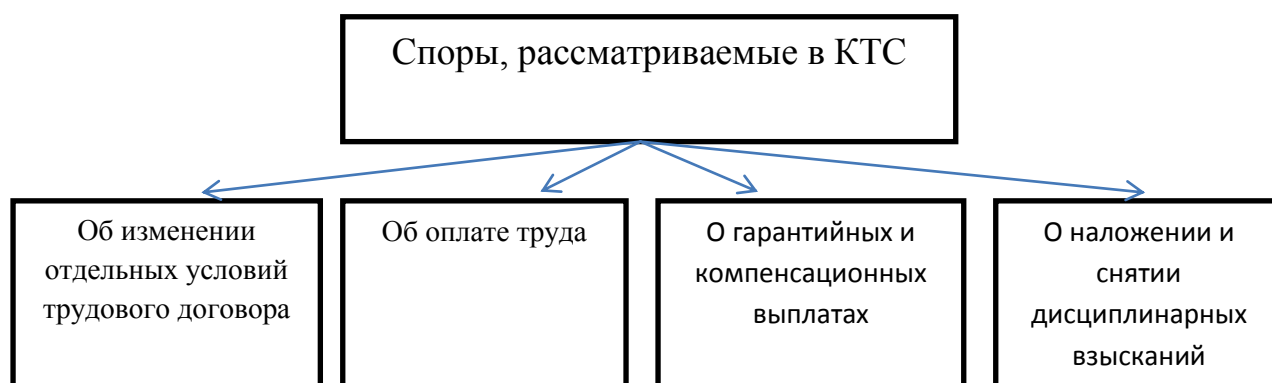 Споры, рассматриваемые в КТС
Об изменении
отдельных условий
трудового договора
Об оплате труда
О гарантийных и
компенсационных
выплатах
О наложении и
снятии
дисциплинарных
взысканий